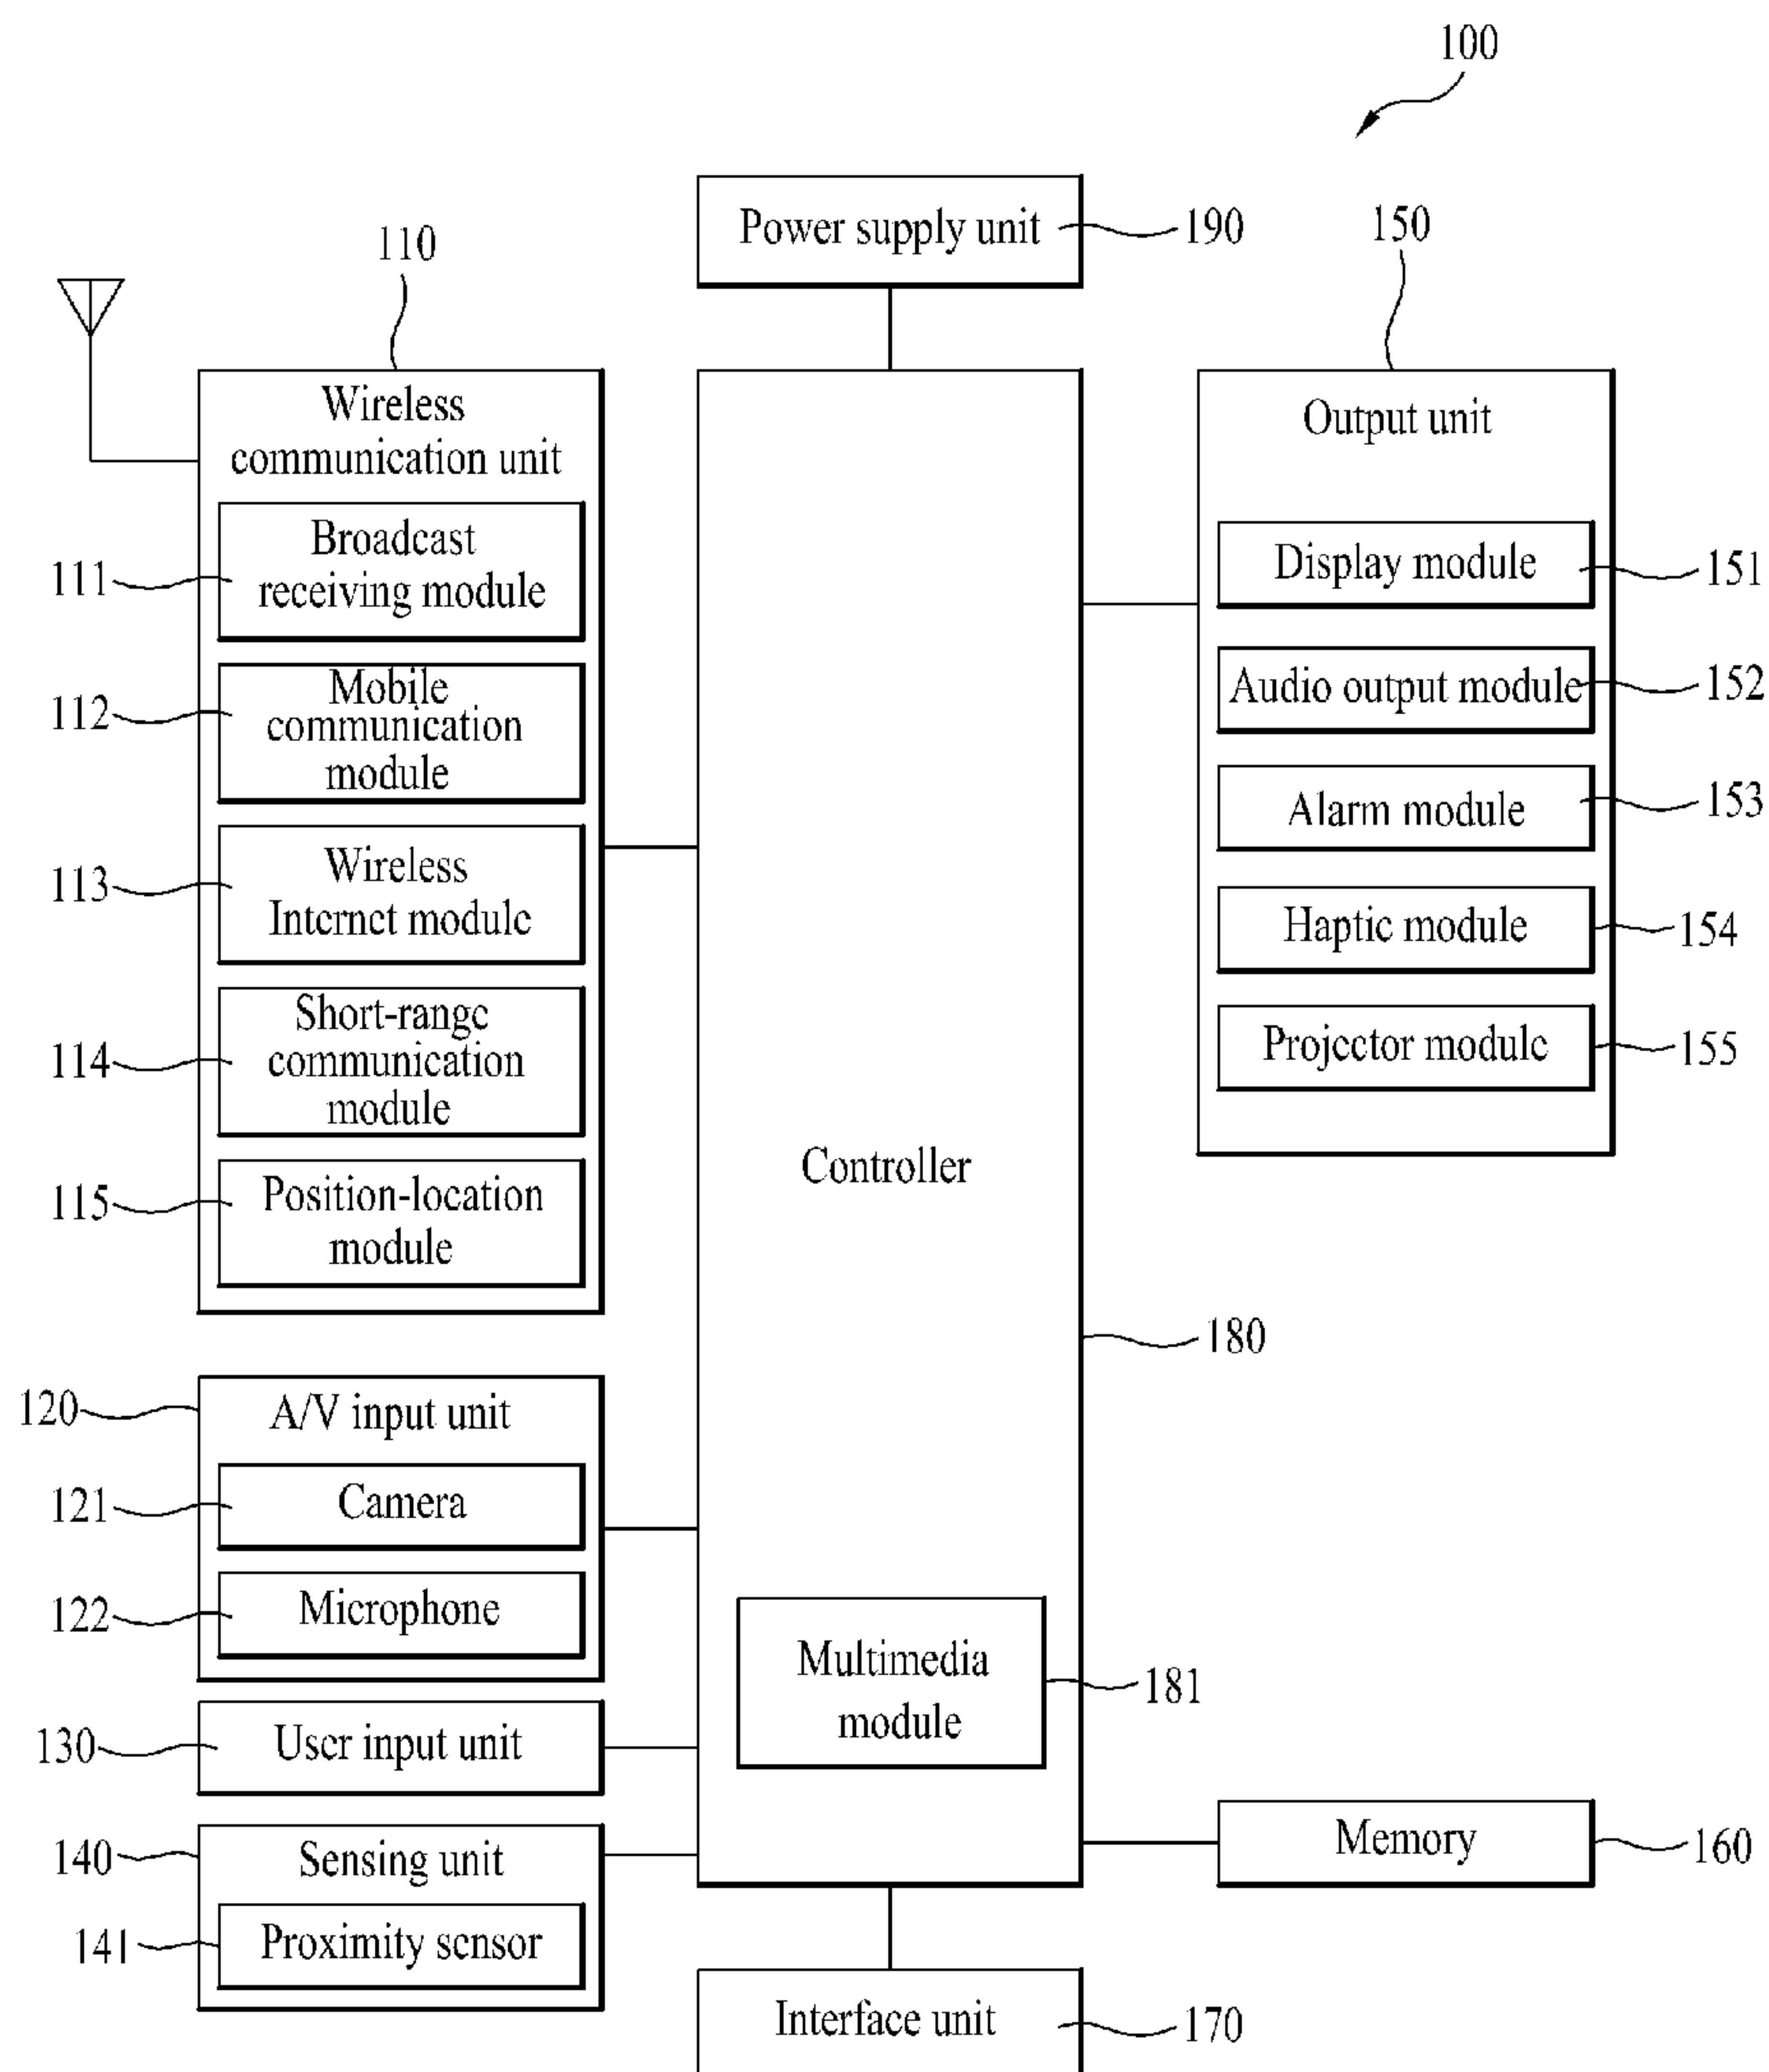 100
Power supply unit
190
110
150
Wireless
communication unit
Broadcast
receiving module
111
Mobile
communication
module
112
Wireless
Internet module
113
Short-range
communication
module
114
Position-location
module
115
Output unit
Display module
151
Audio output module
152
Alarm module
153
Haptic module
154
Projector module
155
Controller
180
120
A/V input unit
121
Camera
122
Microphone
Multimedia
module
181
130
User input unit
140
Sensing unit
141
Proximity sensor
Memory
160
Interface unit
170